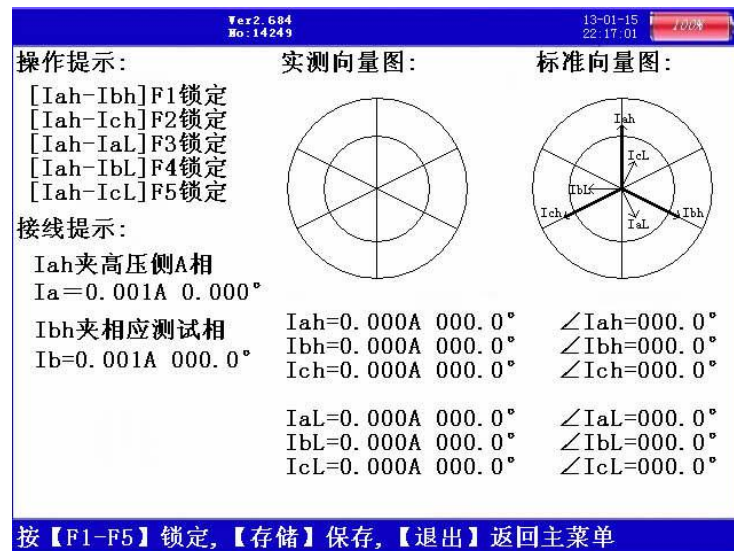 Ver2.684
No:14249
13-01-15
22:17:01
100%
操作提示:
[Iah-Ibh]F1锁定
[Iah-Ich]F2锁定
[Iah-IaL]F3锁定
[Iah-IbL]F4锁定
[Iah-IcL]F5锁定
接线提示:
Iah夹高压侧A相
Ia=0.001A 0.000°
Ibh夹相应测试相
Ib=0.001A 000.0°
实测向量图:
Iah=0.000A 000.0°
Ibh=0.000A 000.0°
Ich=0.000A 000.0°
IaL=0.000A 000.0°
IbL=0.000A 000.0°
IcL=0.000A 000.0°
标准向量图:
Iah
IcL
IbL
Ich
Ibh
IaL
∠Iah=000.0°
∠Ibh=000.0°
∠Ich=000.0°
∠IaL=000.0°
∠IbL=000.0°
∠IcL=000.0°
按【F1-F5】锁定,【存储】保存,【退出】返回主菜单